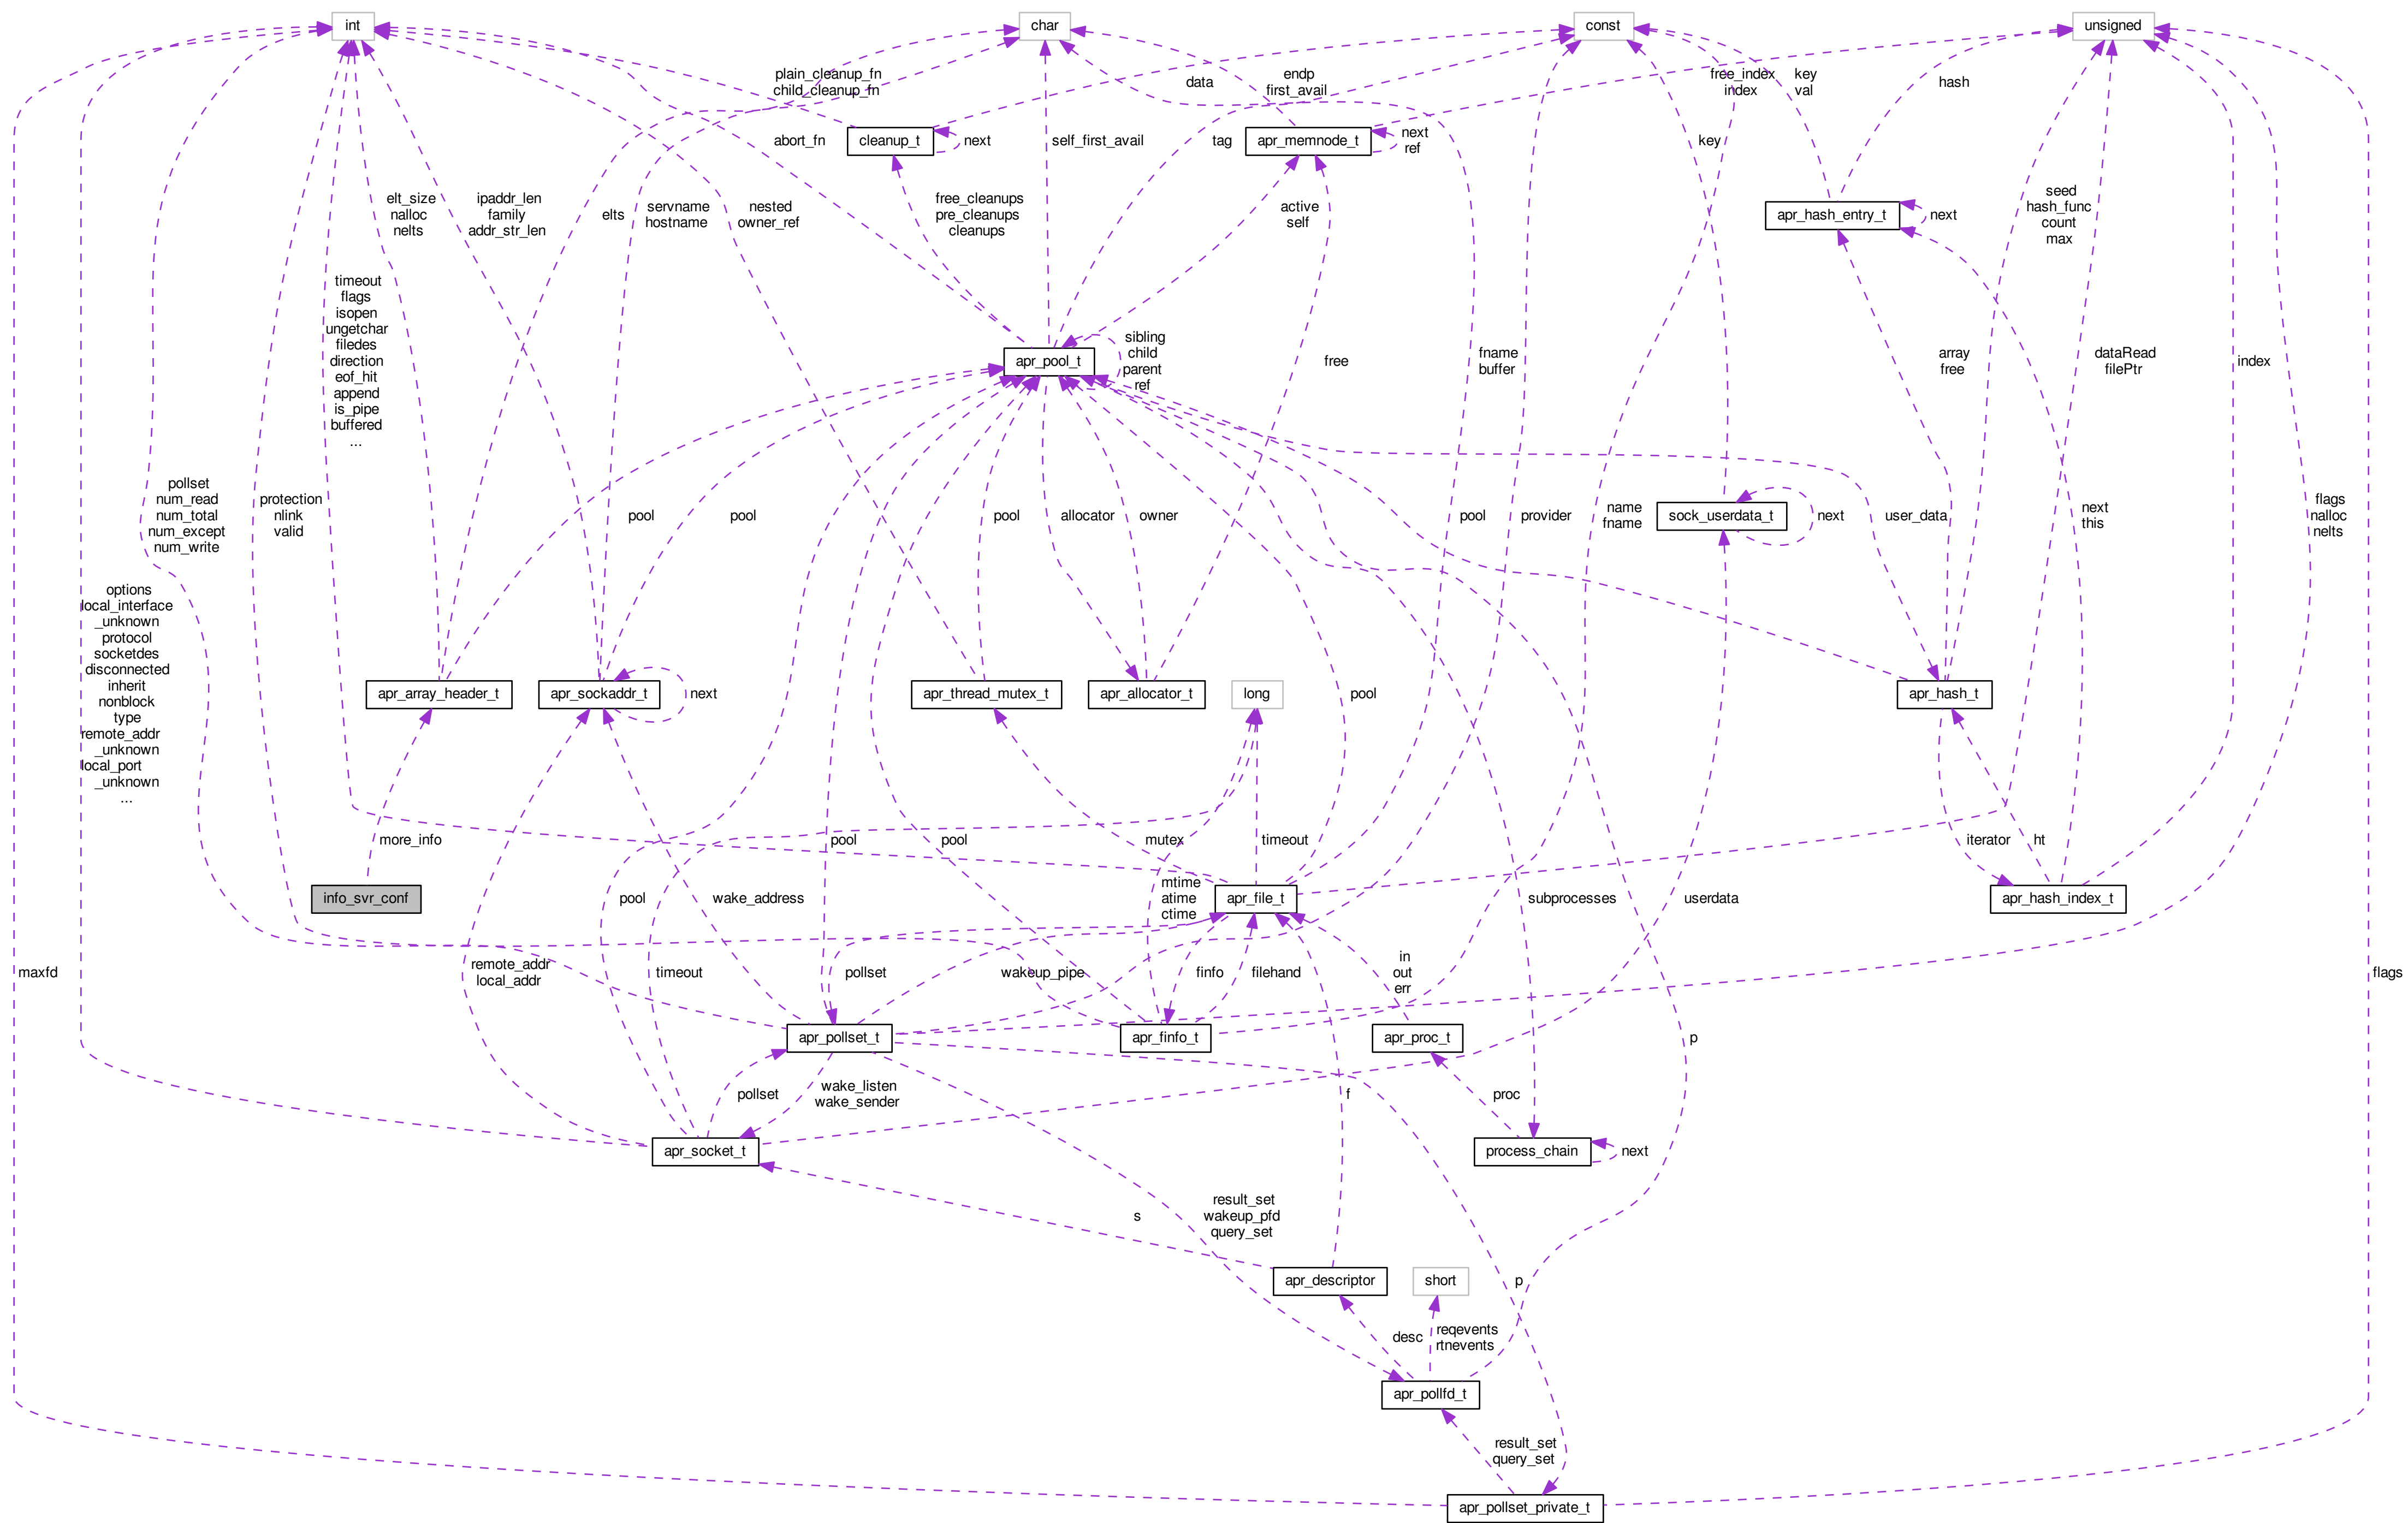 int
char
const
unsigned
plain_cleanup_fn
child_cleanup_fn
data
endp
first_avail
free_index
index
key
val
hash
abort_fn
cleanup_t
next
self_first_avail
tag
apr_memnode_t
next
ref
key
elt_size
nalloc
nelts
ipaddr_len
family
addr_str_len
elts
servname
hostname
nested
owner_ref
free_cleanups
pre_cleanups
cleanups
active
self
apr_hash_entry_t
next
seed
hash_func
count
max
timeout
flags
isopen
ungetchar
filedes
direction
eof_hit
append
is_pipe
buffered
...
apr_pool_t
sibling
child
parent
ref
free
fname
buffer
array
free
dataRead
filePtr
index
pollset
num_read
num_total
num_except
num_write
protection
nlink
valid
pool
pool
pool
allocator
owner
pool
provider
name
fname
sock_userdata_t
next
user_data
next
this
flags
nalloc
nelts
options
local_interface
_unknown
protocol
socketdes
disconnected
inherit
nonblock
type
remote_addr
_unknown
local_port
_unknown
...
apr_array_header_t
apr_sockaddr_t
next
apr_thread_mutex_t
apr_allocator_t
long
pool
apr_hash_t
more_info
pool
pool
mutex
timeout
iterator
ht
info_svr_conf
pool
wake_address
mtime
atime
ctime
apr_file_t
subprocesses
userdata
apr_hash_index_t
maxfd
remote_addr
local_addr
timeout
pollset
wakeup_pipe
finfo
filehand
in
out
err
flags
apr_pollset_t
apr_finfo_t
apr_proc_t
p
pollset
wake_listen
wake_sender
f
proc
apr_socket_t
process_chain
next
s
result_set
wakeup_pfd
query_set
apr_descriptor
short
p
desc
reqevents
rtnevents
apr_pollfd_t
result_set
query_set
apr_pollset_private_t